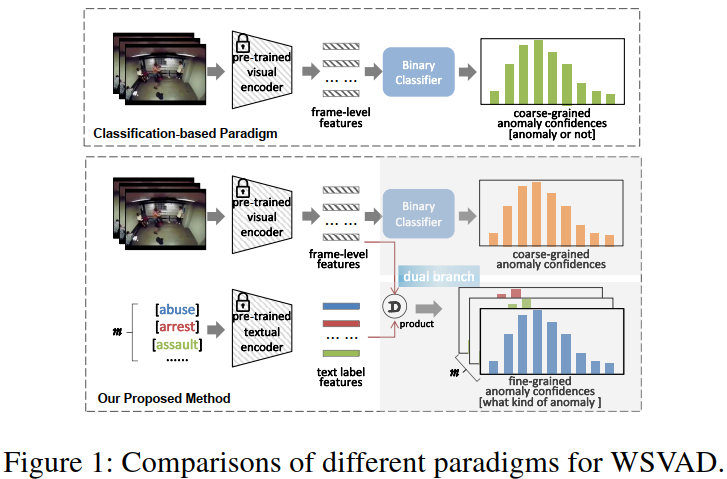 pre-trained
visual
encoder
... ...
frame-level
features
Binary
Classifier
coarse-grained
anomaly confidences
[anomaly or not]
Classification-based Paradigm
pre-trained
visual
encoder
... ...
frame-level
features
Binary
Classifier
coarse-grained
anomaly confidences
dual branch
m
[abuse]
[arrest]
[assault]
......
pre-trained
textual
encoder
... ...
text label
features
D
product
m
fine-grained
anomaly confidences
[what kind of anomaly ]
Our Proposed Method
Figure 1: Comparisons of different paradigms for WSVAD.